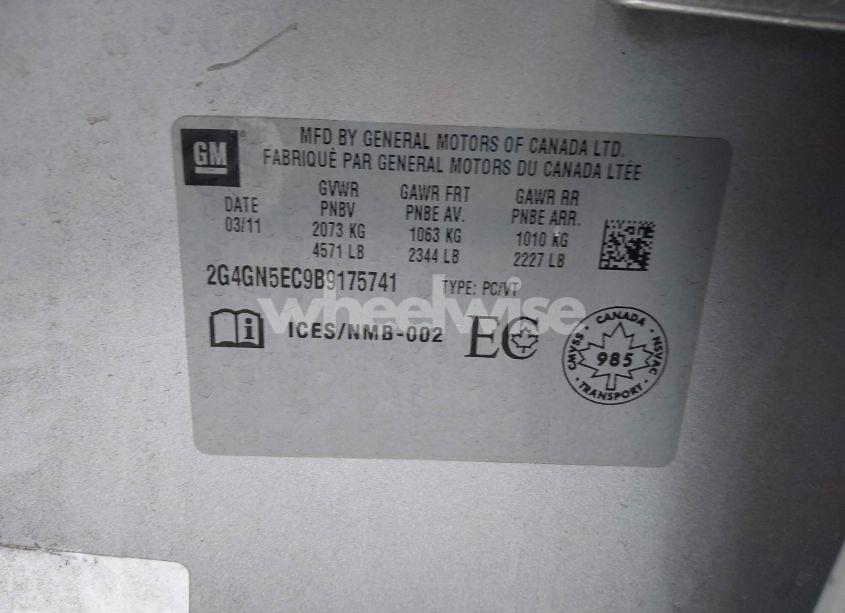 GM
MFD BY GENERAL MOTORS OF CANADA LTD.
FABRIQUÉ PAR GENERAL MOTORS DU CANADA LTÉE
DATE
03/11
GVWR
PNBV
2073 KG
4571 LB
GAWR FRT
PNBE AV.
1063 KG
2344 LB
GAWR RR
PNBE ARR.
1010 KG
2227 LB
2G4GN5EC9B9175741
TYPE: PC/VT
wheelwise
i
ICES/NMB-002
EC
CANADA
CMVSS
985
NSVAC
TRANSPORT